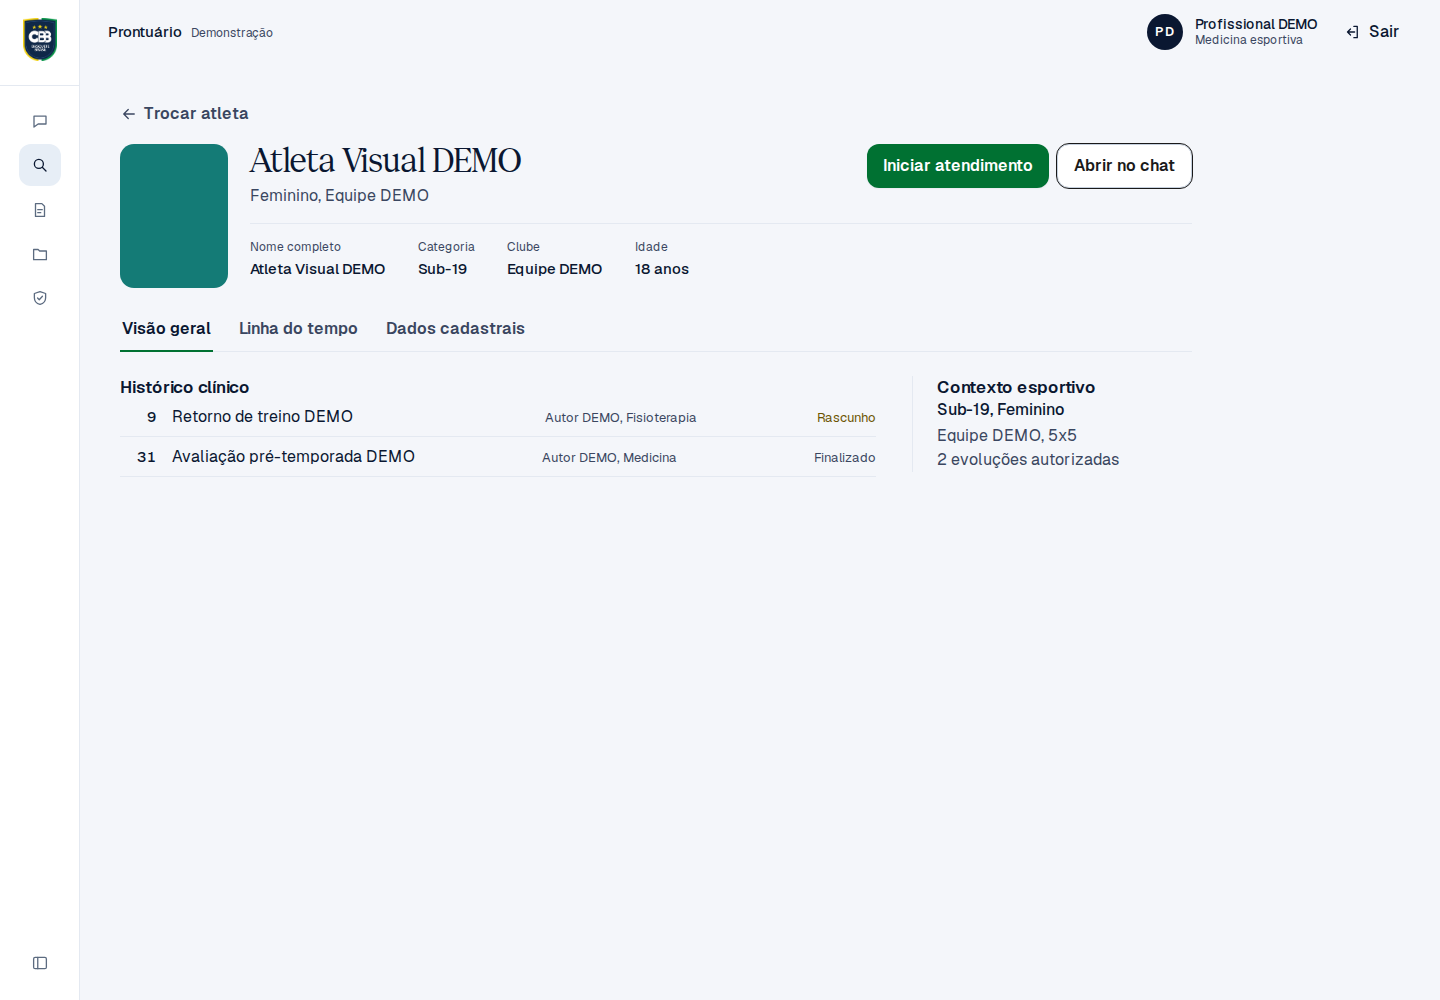 CBB
Prontuário Demonstração
PD
Profissional DEMO
Medicina esportiva
Sair
Trocar atleta
Atleta Visual DEMO
Feminino, Equipe DEMO
Iniciar atendimento
Abrir no chat
Nome completo
Atleta Visual DEMO
Categoria
Sub-19
Clube
Equipe DEMO
Idade
18 anos
Visão geral
Linha do tempo
Dados cadastrais
Histórico clínico
9 Retorno de treino DEMO Autor DEMO, Fisioterapia Rascunho
31 Avaliação pré-temporada DEMO Autor DEMO, Medicina Finalizado
Contexto esportivo
Sub-19, Feminino
Equipe DEMO, 5x5
2 evoluções autorizadas